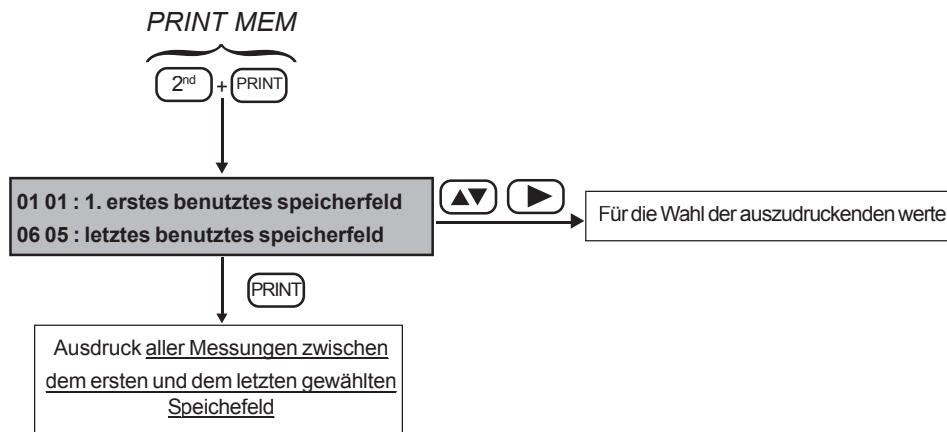 PRINT MEM
2nd + PRINT
01 01 : 1. erstes benutztes speicherfeld
06 05 : letztes benutztes speicherfeld
Für die Wahl der auszudruckenden werte
PRINT
Ausdruck aller Messungen zwischen
dem ersten und dem letzten gewählten
Speichefeld